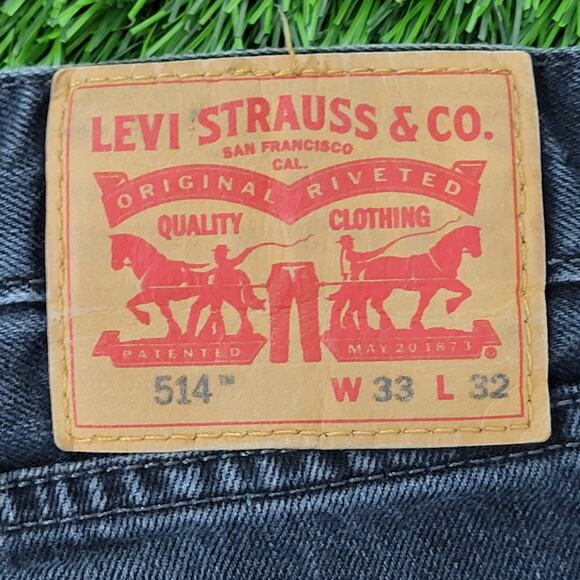 LEVI STRAUSS & CO.
SAN FRANCISCO
CAL.
ORIGINAL RIVETED
QUALITY CLOTHING
PATENTED MAY 20 1873 ®
514™ W 33 L 32